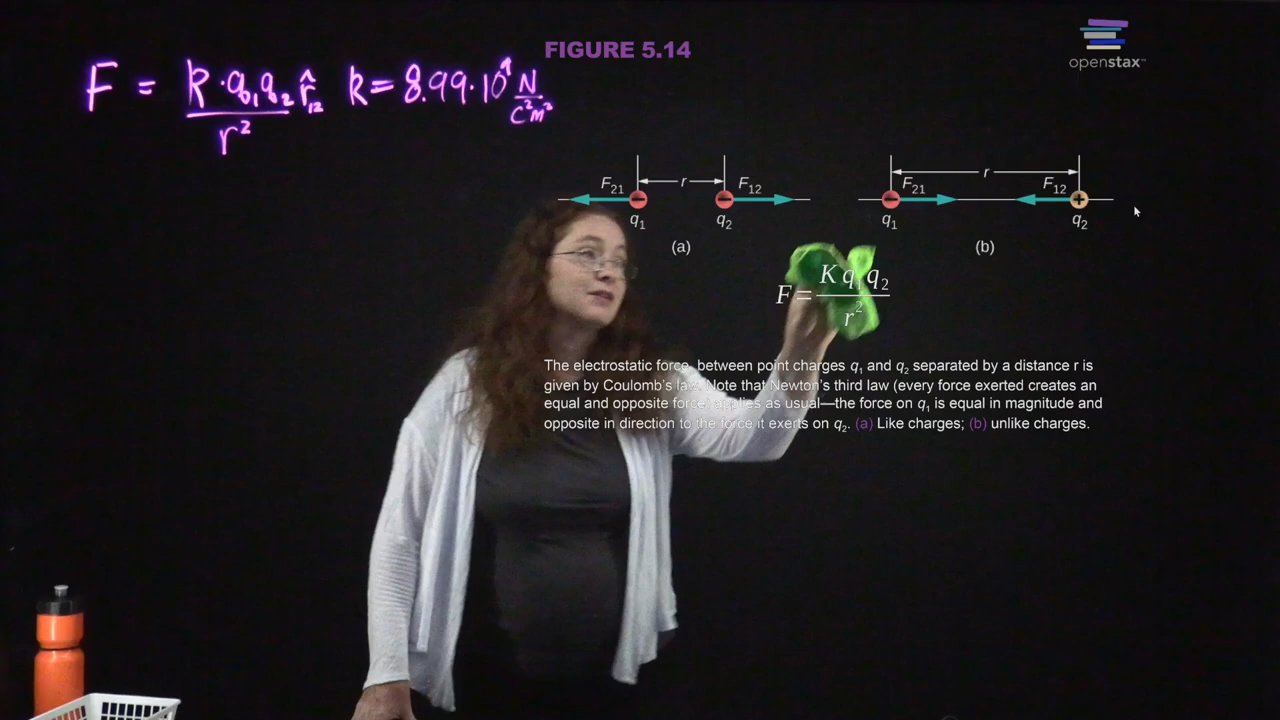 FIGURE 5.14
openstax™
F = k · q₁q₂ r̂₁₂ / r² k = 8.99 · 10⁹ N / C²m²
F₂₁ r F₁₂ F₂₁ r F₁₂
- - - +
q₁ q₂ q₁ q₂
(a) (b)
F = K q₁ q₂ / r²
The electrostatic force between point charges q₁ and q₂ separated by a distance r is
given by Coulomb's law. Note that Newton's third law (every force exerted creates an
equal and opposite force) applies as usual—the force on q₁ is equal in magnitude and
opposite in direction to the force it exerts on q₂. (a) Like charges; (b) unlike charges.